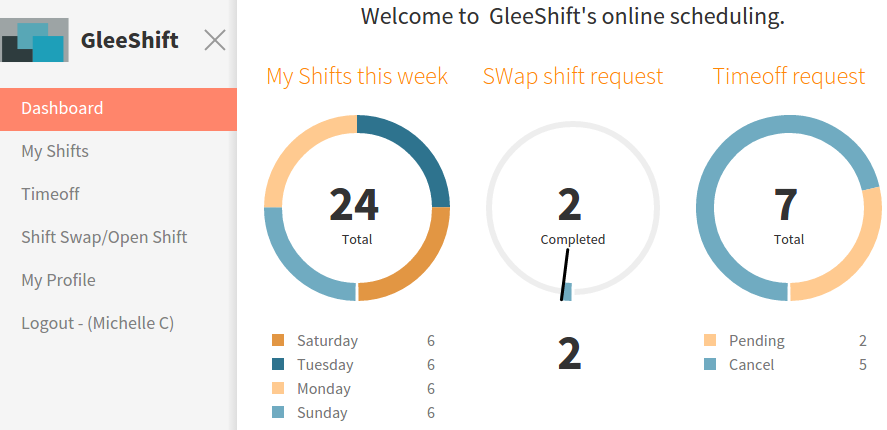 Welcome to GleeShift's online scheduling.
GleeShift
Dashboard
My Shifts
Timeoff
Shift Swap/Open Shift
My Profile
Logout - (Michelle C)
My Shifts this week
24
Total
Saturday 6
Tuesday 6
Monday 6
Sunday 6
SWap shift request
2
Completed
2
Timeoff request
7
Total
Pending 2
Cancel 5